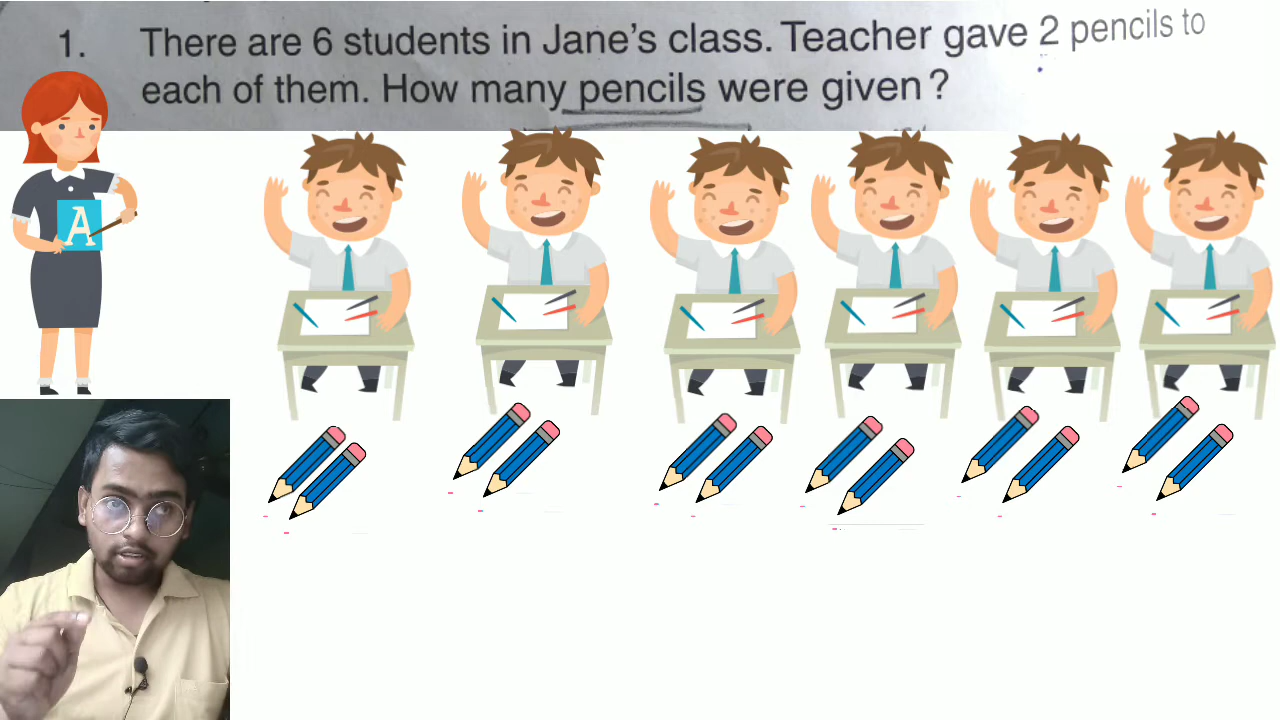 1. There are 6 students in Jane's class. Teacher gave 2 pencils to
each of them. How many pencils were given?
A